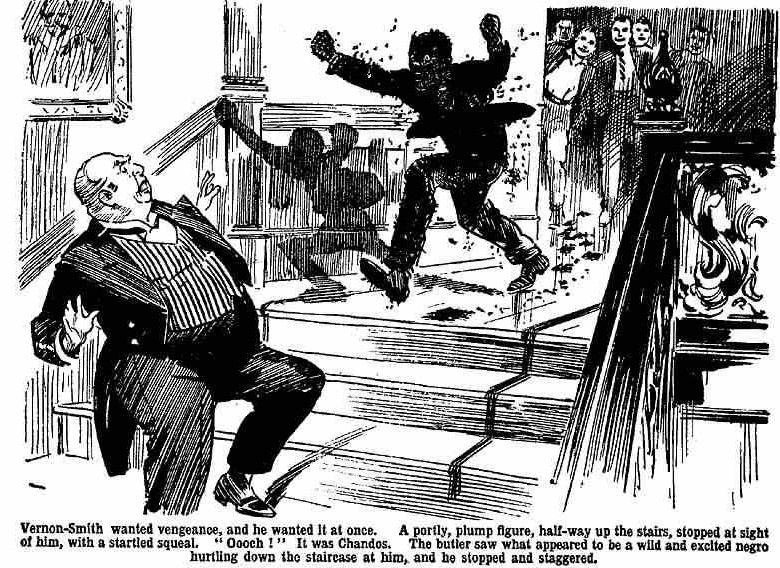 Vernon-Smith wanted vengeance, and he wanted it at once. A portly, plump figure, half-way up the stairs, stopped at sight
of him, with a startled squeal. "Oooch!" It was Chandos. The butler saw what appeared to be a wild and excited negro
hurtling down the staircase at him, and he stopped and staggered.